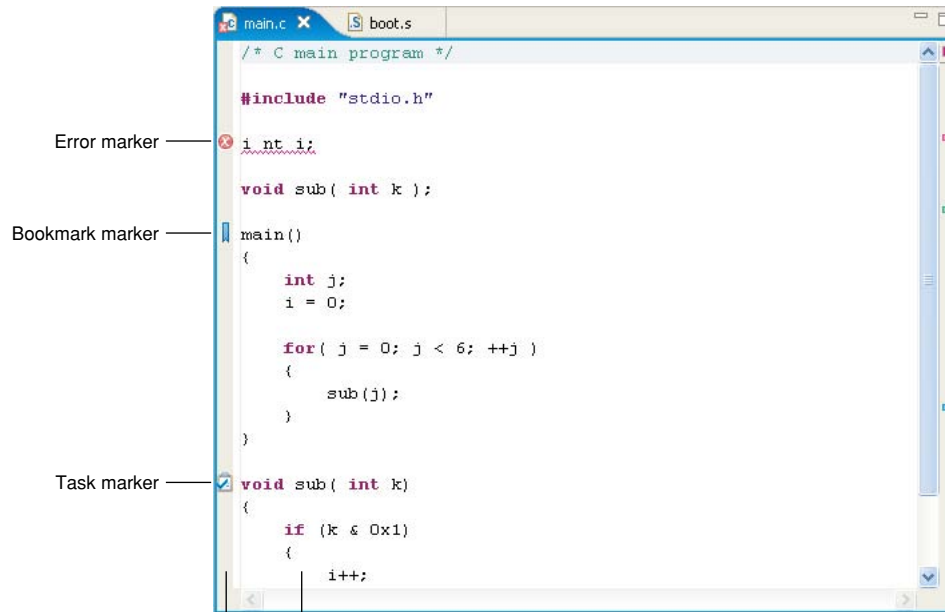 main.c boot.s
/* C main program */
#include "stdio.h"
Error marker
i nt i;
void sub( int k );
Bookmark marker
main()
{
int j;
i = 0;
for( j = 0; j < 6; ++j )
{
sub(j);
}
}
Task marker
void sub( int k)
{
if (k & 0x1)
{
i++;